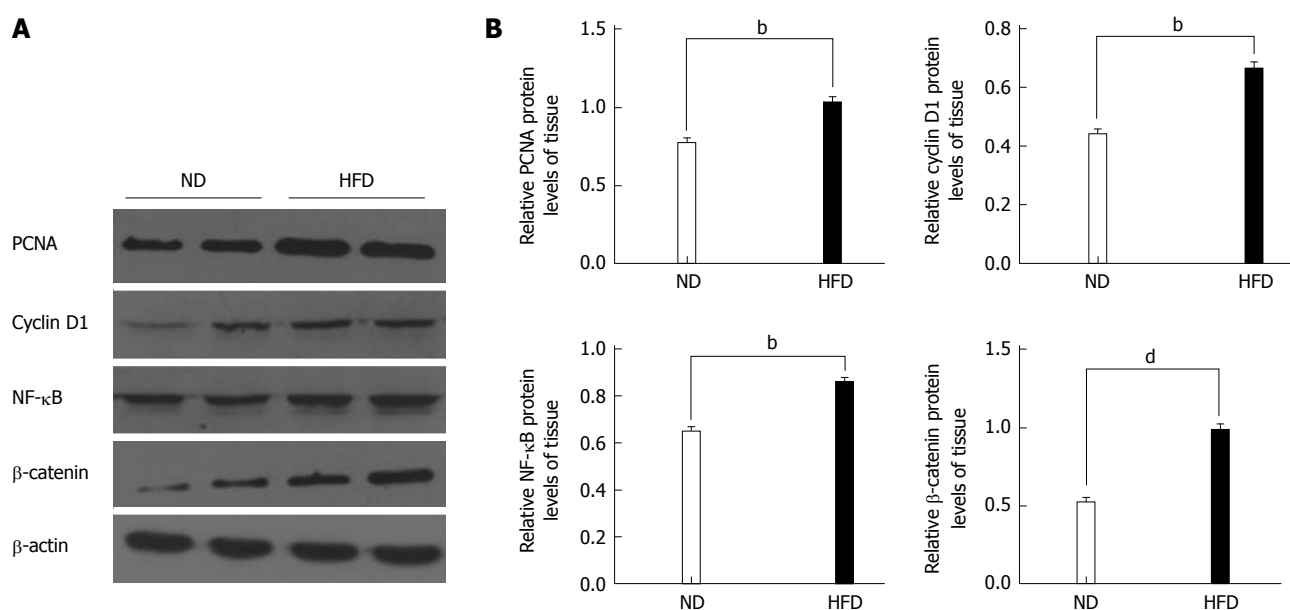 A
ND HFD
PCNA
Cyclin D1
NF-κB
β-catenin
β-actin
B
Relative PCNA protein
levels of tissue
1.5
1.0
0.5
0.0
b
ND HFD
Relative cyclin D1 protein
levels of tissue
0.8
0.6
0.4
0.2
0.0
b
ND HFD
Relative NF-κB protein
levels of tissue
1.0
0.8
0.6
0.4
0.2
0.0
b
ND HFD
Relative β-catenin protein
levels of tissue
1.5
1.0
0.5
0.0
d
ND HFD